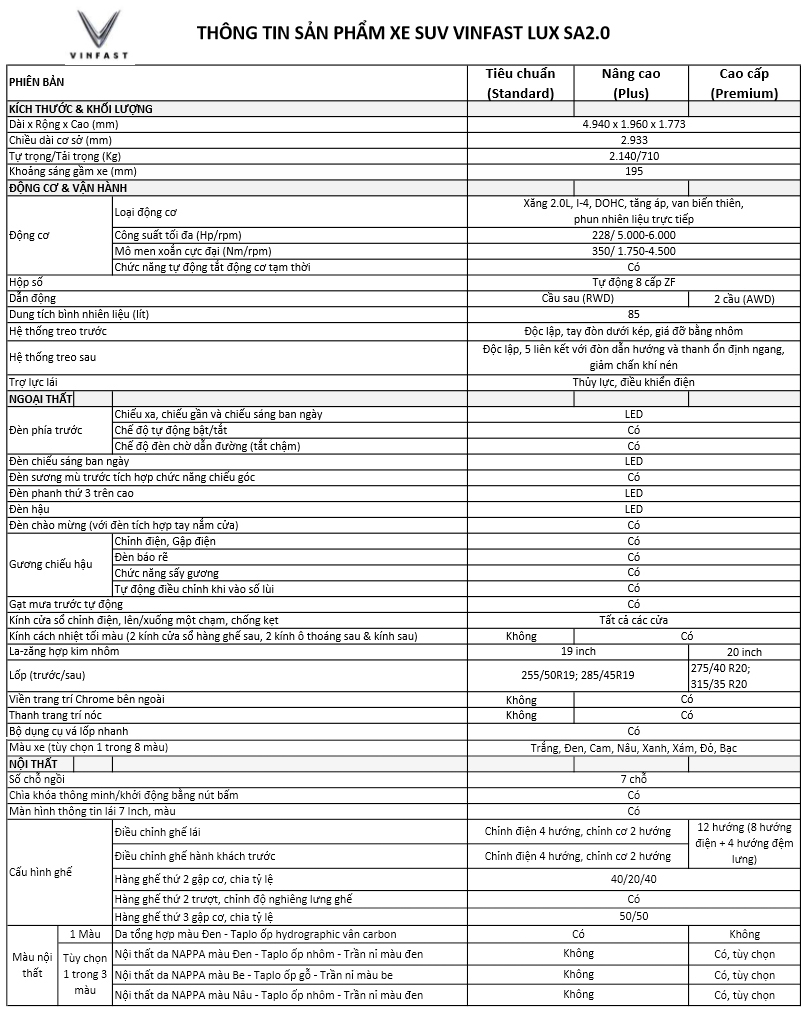 VINFAST
THÔNG TIN SẢN PHẨM XE SUV VINFAST LUX SA2.0
PHIÊN BẢN
Tiêu chuẩn
(Standard)
Nâng cao
(Plus)
Cao cấp
(Premium)
KÍCH THƯỚC & KHỐI LƯỢNG
Dài x Rộng x Cao (mm) 4.940 x 1.960 x 1.773
Chiều dài cơ sở (mm) 2.933
Tự trọng/Tải trọng (Kg) 2.140/710
Khoảng sáng gầm xe (mm) 195
ĐỘNG CƠ & VẬN HÀNH
Động cơ
Loại động cơ
Xăng 2.0L, I-4, DOHC, tăng áp, van biến thiên,
phun nhiên liệu trực tiếp
Công suất tối đa (Hp/rpm) 228/ 5.000-6.000
Mô men xoắn cực đại (Nm/rpm) 350/ 1.750-4.500
Chức năng tự động tắt động cơ tạm thời Có
Hộp số Tự động 8 cấp ZF
Dẫn động Cầu sau (RWD) 2 cầu (AWD)
Dung tích bình nhiên liệu (lít) 85
Hệ thống treo trước Độc lập, tay đòn dưới kép, giá đỡ bằng nhôm
Hệ thống treo sau
Độc lập, 5 liên kết với đòn dẫn hướng và thanh ổn định ngang,
giảm chấn khí nén
Trợ lực lái Thủy lực, điều khiển điện
NGOẠI THẤT
Đèn phía trước
Chiếu xa, chiếu gần và chiếu sáng ban ngày LED
Chế độ tự động bật/tắt Có
Chế độ đèn chờ dẫn đường (tắt chậm) Có
Đèn chiếu sáng ban ngày LED
Đèn sương mù trước tích hợp chức năng chiếu góc Có
Đèn phanh thứ 3 trên cao LED
Đèn hậu LED
Đèn chào mừng (với đèn tích hợp tay nắm cửa) Có
Gương chiếu hậu
Chỉnh điện, Gập điện Có
Đèn báo rẽ Có
Chức năng sấy gương Có
Tự động điều chỉnh khi vào số lùi Có
Gạt mưa trước tự động Có
Kính cửa sổ chỉnh điện, lên/xuống một chạm, chống kẹt Tất cả các cửa
Kính cách nhiệt tối màu (2 kính cửa sổ hàng ghế sau, 2 kính ô thoáng sau & kính sau) Không Có
La-zăng hợp kim nhôm 19 inch 20 inch
Lốp (trước/sau) 255/50R19; 285/45R19
275/40 R20;
315/35 R20
Viền trang trí Chrome bên ngoài Không Có
Thanh trang trí nóc Không Có
Bộ dụng cụ vá lốp nhanh Có
Màu xe (tùy chọn 1 trong 8 màu) Trắng, Đen, Cam, Nâu, Xanh, Xám, Đỏ, Bạc
NỘI THẤT
Số chỗ ngồi 7 chỗ
Chìa khóa thông minh/khởi động bằng nút bấm Có
Màn hình thông tin lái 7 Inch, màu Có
Cấu hình ghế
Điều chỉnh ghế lái Chỉnh điện 4 hướng, chỉnh cơ 2 hướng
Điều chỉnh ghế hành khách trước Chỉnh điện 4 hướng, chỉnh cơ 2 hướng
12 hướng (8 hướng
điện + 4 hướng đệm
lưng)
Hàng ghế thứ 2 gập cơ, chia tỷ lệ 40/20/40
Hàng ghế thứ 2 trượt, chỉnh độ nghiêng lưng ghế Có
Hàng ghế thứ 3 gập cơ, chia tỷ lệ 50/50
Màu nội
thất
1 Màu Da tổng hợp màu Đen - Taplo ốp hydrographic vân carbon Có Không
Tùy chọn
1 trong 3
màu
Nội thất da NAPPA màu Đen - Taplo ốp nhôm - Trần nỉ màu đen Không Có, tùy chọn
Nội thất da NAPPA màu Be - Taplo ốp gỗ - Trần nỉ màu be Không Có, tùy chọn
Nội thất da NAPPA màu Nâu - Taplo ốp nhôm - Trần nỉ màu đen Không Có, tùy chọn